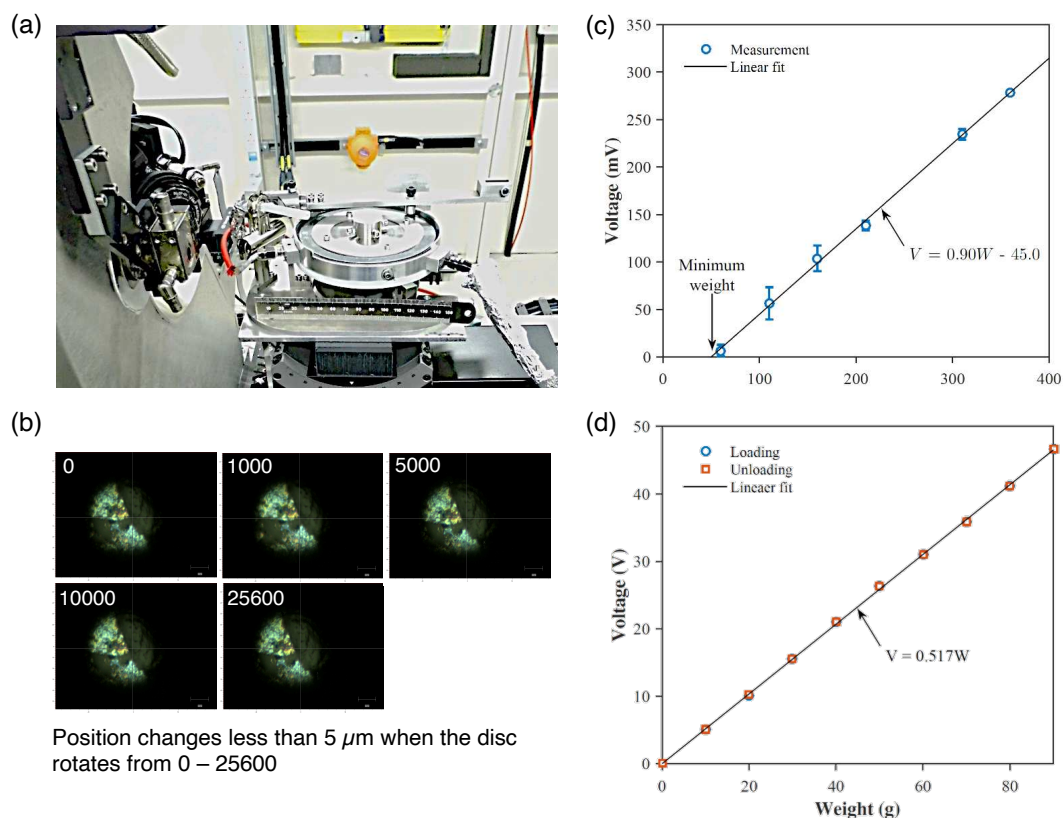 (a)
(b)
0
1000
5000
10000
25600
Position changes less than 5 µm when the disc
rotates from 0 – 25600
(c)
350
300
250
200
150
100
50
0
Voltage (mV)
Measurement
Linear fit
Minimum
weight
V = 0.90W - 45.0
0
100
200
300
400
(d)
50
40
30
20
10
0
Voltage (V)
Loading
Unloading
Lineaer fit
V = 0.517W
0
20
40
60
80
Weight (g)